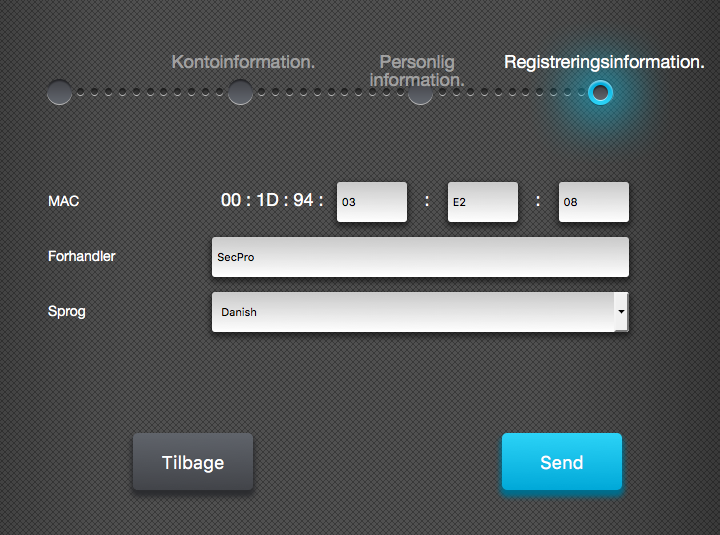 Kontoinformation.
Personlig
information.
Registreringsinformation.
MAC 00 : 1D : 94 : 03 : E2 : 08
Forhandler SecPro
Sprog Danish
Tilbage Send